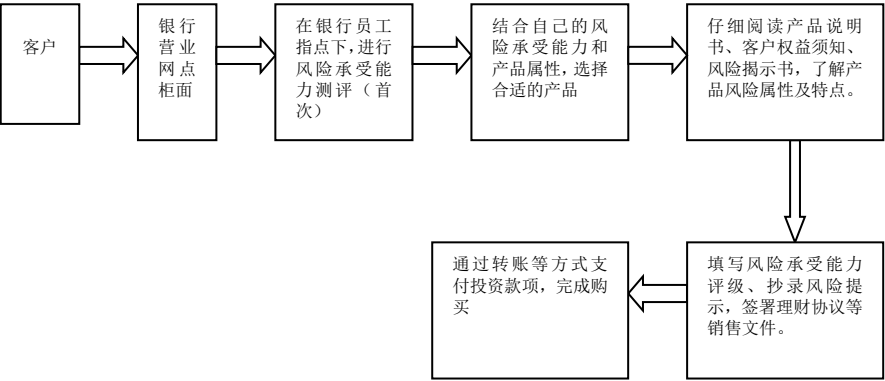 客户
银行
营业
网点
柜面
在银行员工
指点下，进行
风险承受能
力测评（首
次）
结合自己的风
险承受能力和
产品属性，选择
合适的产品
仔细阅读产品说明
书、客户权益须知、
风险揭示书，了解产
品风险属性及特点。
填写风险承受能力
评级、抄录风险提
示，签署理财协议等
销售文件。
通过转账等方式支
付投资款项，完成购
买